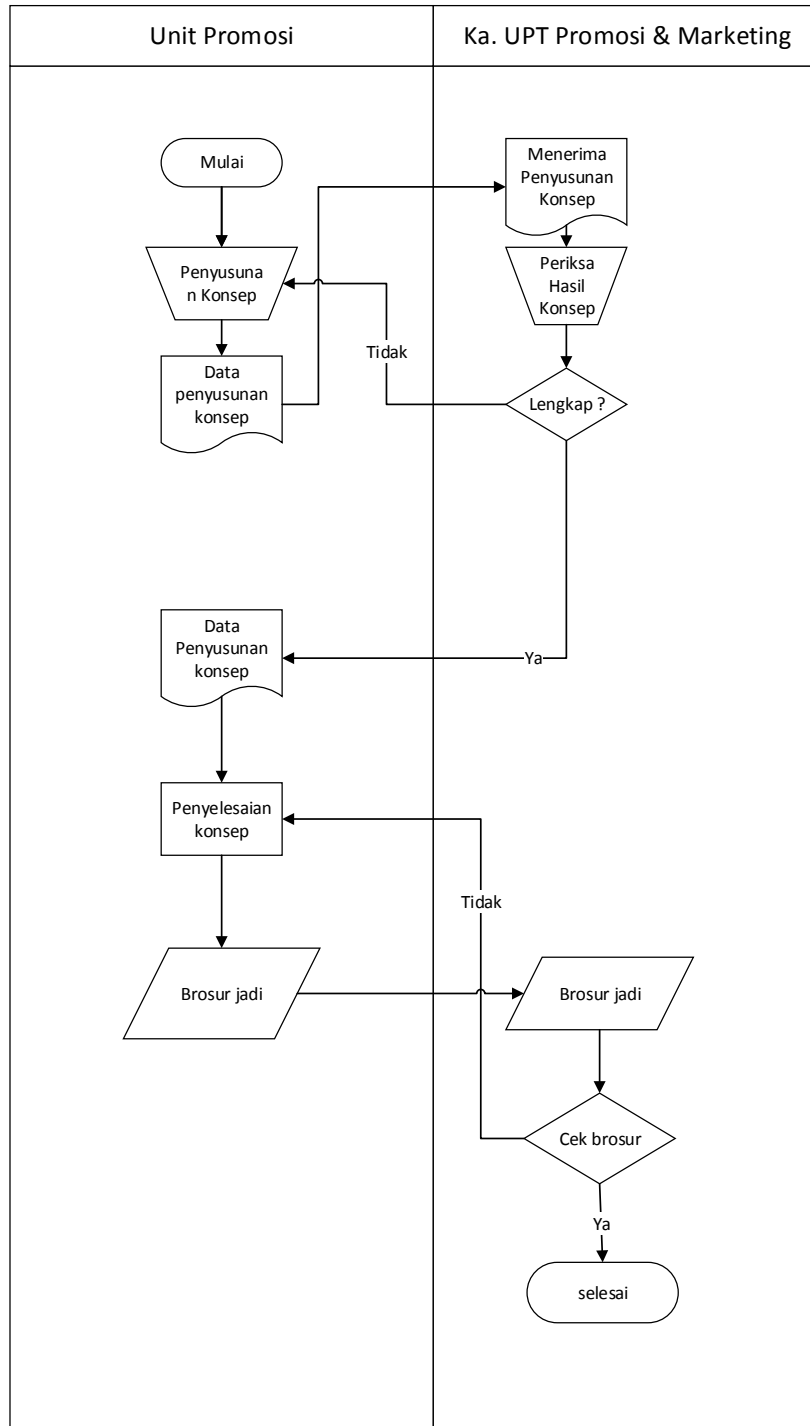 Unit Promosi
Ka. UPT Promosi & Marketing
Mulai
Menerima
Penyusunan
Konsep
Penyusuna
n Konsep
Periksa
Hasil
Konsep
Tidak
Data
penyusunan
konsep
Lengkap ?
Data
Penyusunan
konsep
Ya
Penyelesaian
konsep
Tidak
Brosur jadi
Brosur jadi
Cek brosur
Ya
selesai